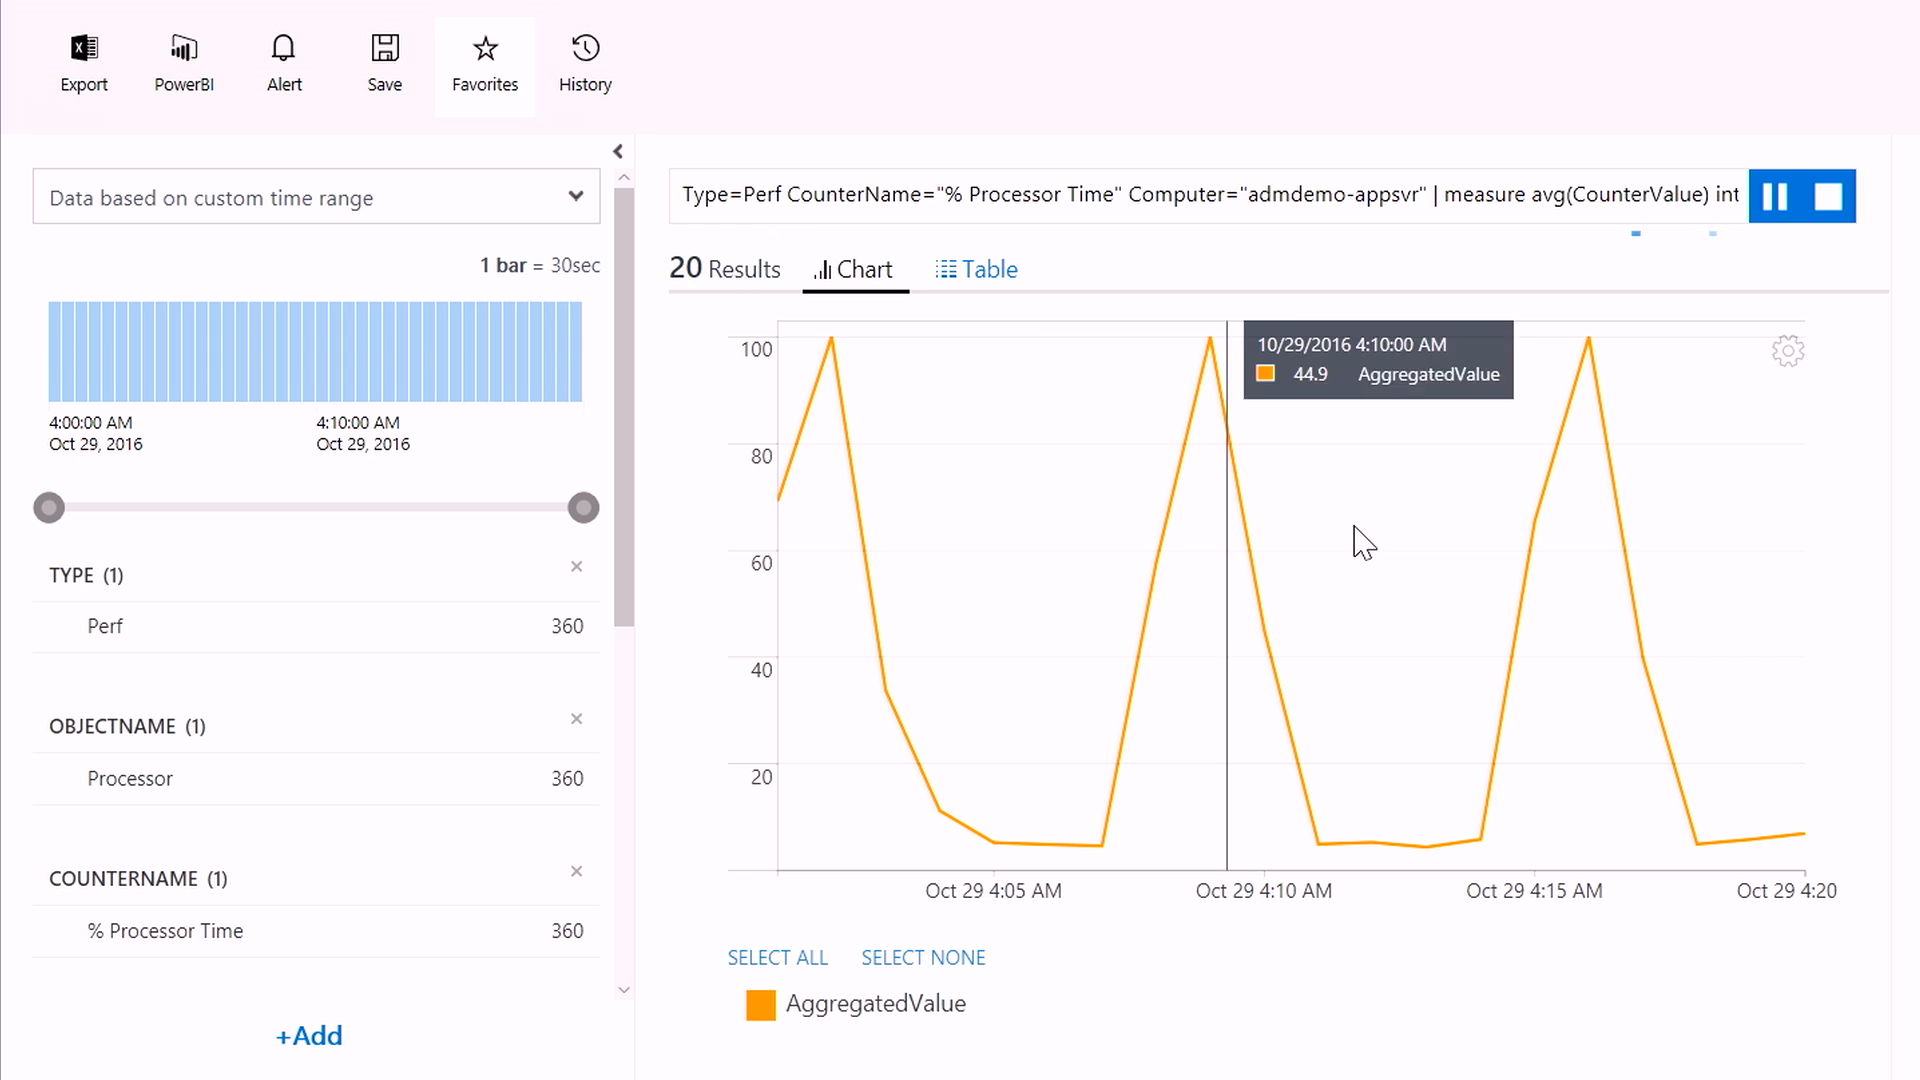 Export
PowerBI
Alert
Save
Favorites
History
Data based on custom time range
1 bar = 30sec
4:00:00 AM
Oct 29, 2016
4:10:00 AM
Oct 29, 2016
TYPE (1)
Perf 360
OBJECTNAME (1)
Processor 360
COUNTERNAME (1)
% Processor Time 360
+Add
Type=Perf CounterName="% Processor Time" Computer="admdemo-appsvr" | measure avg(CounterValue) int
20 Results
Chart
Table
10/29/2016 4:10:00 AM
44.9 AggregatedValue
100
80
60
40
20
Oct 29 4:05 AM
Oct 29 4:10 AM
Oct 29 4:15 AM
Oct 29 4:20
SELECT ALL
SELECT NONE
AggregatedValue